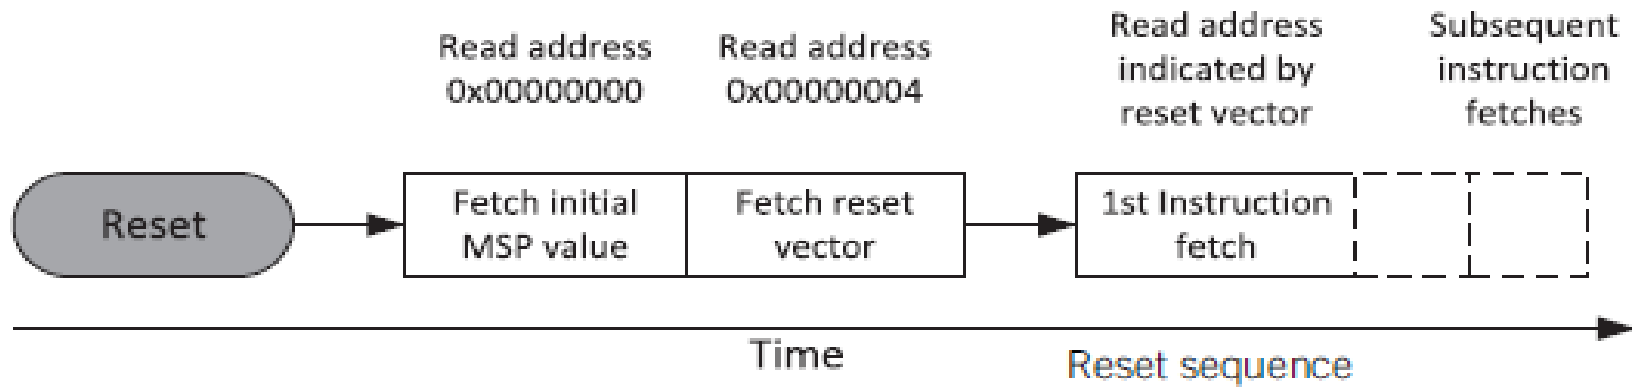 Read address
0x00000000
Read address
0x00000004
Read address
indicated by
reset vector
Subsequent
instruction
fetches
Reset
Fetch initial
MSP value
Fetch reset
vector
1st Instruction
fetch
Time
Reset sequence